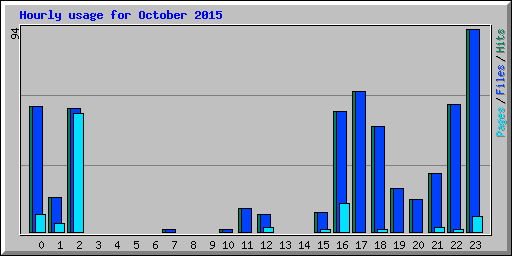 Hourly usage for October 2015
94
Pages/Files/Hits
0 1 2 3 4 5 6 7 8 9 10 11 12 13 14 15 16 17 18 19 20 21 22 23